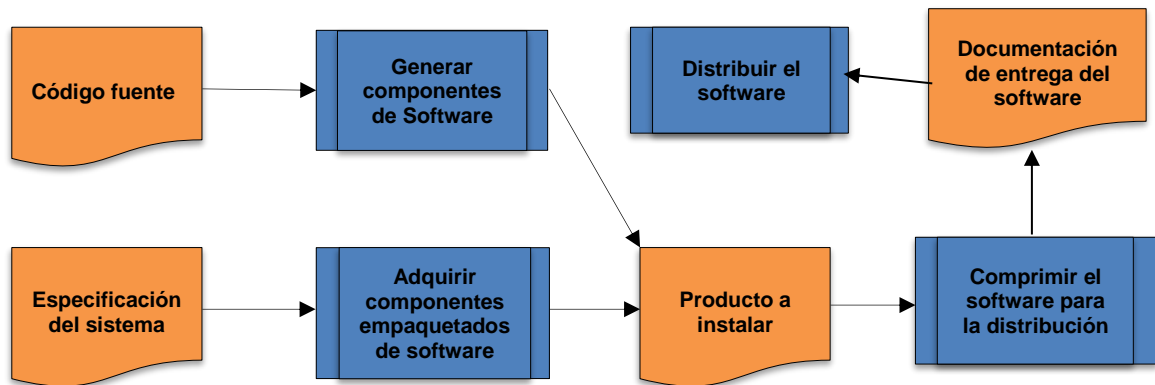 Código fuente
Generar
componentes
de Software
Distribuir el
software
Documentación
de entrega del
software
Especificación
del sistema
Adquirir
componentes
empaquetados
de software
Producto a
instalar
Comprimir el
software para
la distribución